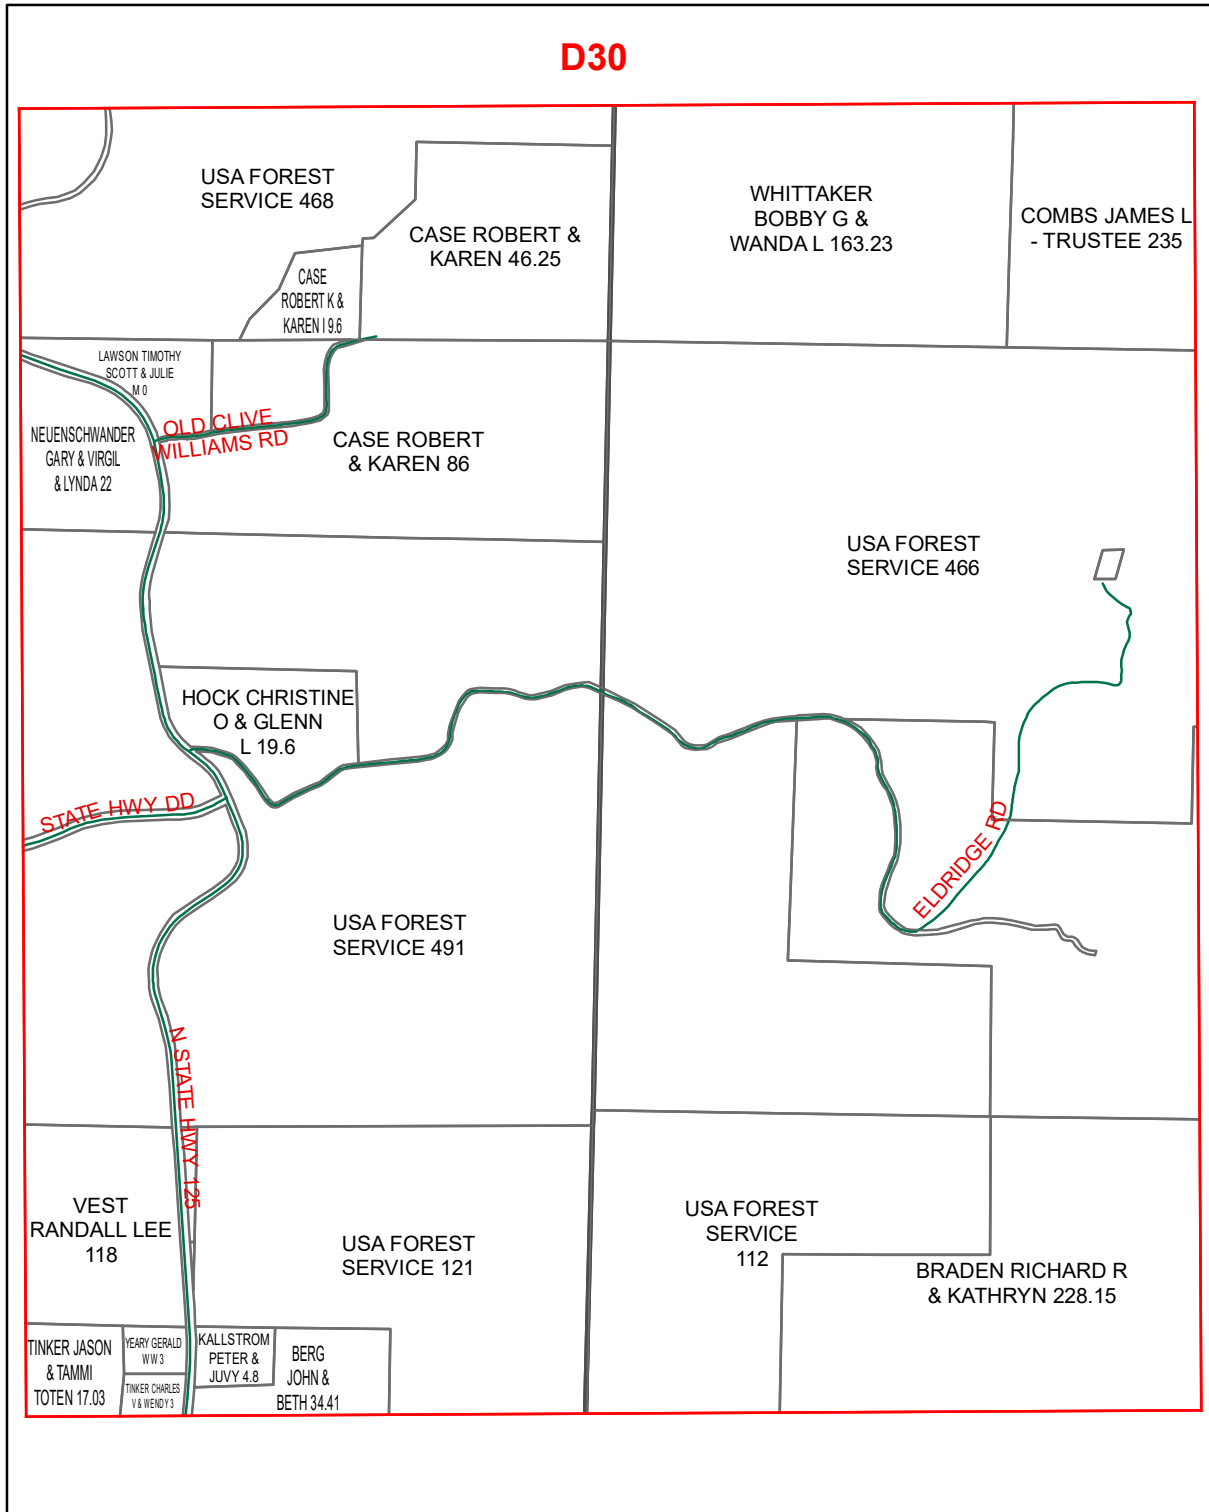 D30
USA FOREST
SERVICE 468
CASE ROBERT &
KAREN 46.25
WHITTAKER
BOBBY G &
WANDA L 163.23
COMBS JAMES L
- TRUSTEE 235
CASE
ROBERT K &
KAREN I 9.6
LAWSON TIMOTHY
SCOTT & JULIE
M 0
OLD CLIVE
WILLIAMS RD
NEUENSCHWANDER
GARY & VIRGIL
& LYNDA 22
CASE ROBERT
& KAREN 86
USA FOREST
SERVICE 466
HOCK CHRISTINE
O & GLENN
L 19.6
STATE HWY DD
ELDRIDGE RD
USA FOREST
SERVICE 491
N STATE HWY 125
VEST
RANDALL LEE
118
USA FOREST
SERVICE 121
USA FOREST
SERVICE
112
BRADEN RICHARD R
& KATHRYN 228.15
TINKER JASON
& TAMMI
TOTEN 17.03
YEARY GERALD
W W 3
TINKER CHARLES
V & WENDY 3
KALLSTROM
PETER &
JUVY 4.8
BERG
JOHN &
BETH 34.41